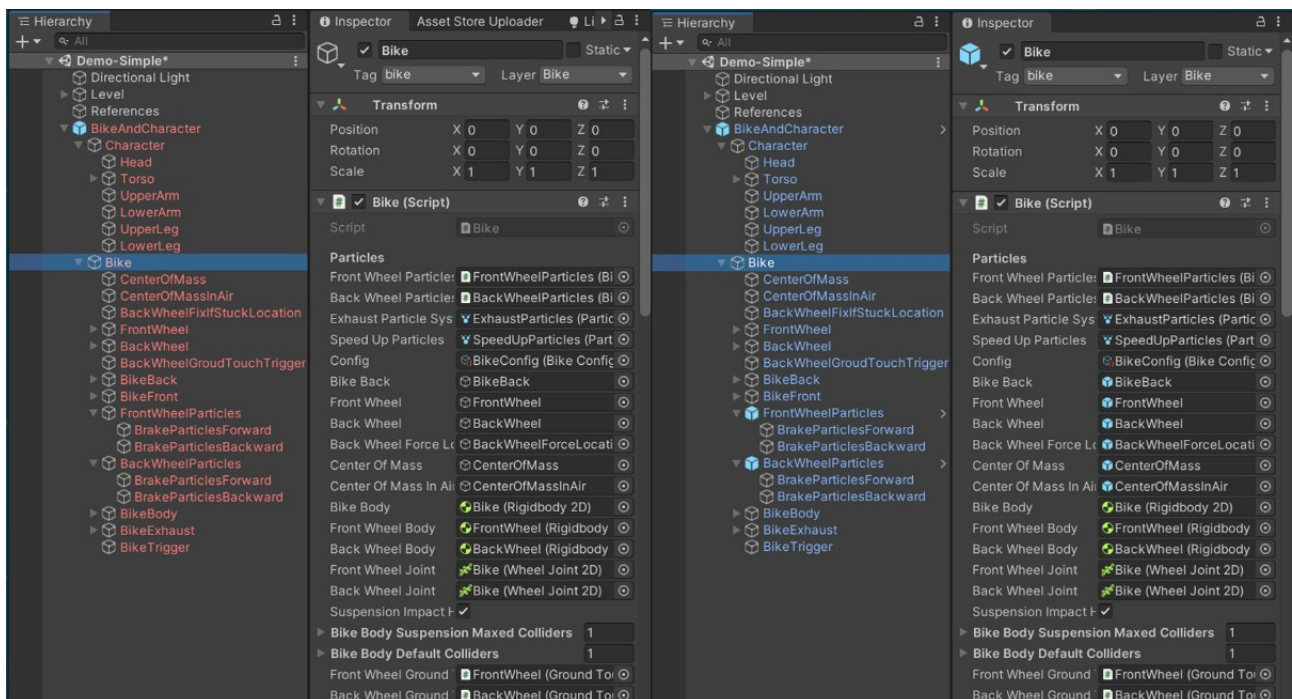 Hierarchy
All
Demo-Simple*
Directional Light
Level
References
BikeAndCharacter
Character
Head
Torso
UpperArm
LowerArm
UpperLeg
LowerLeg
Bike
CenterOfMass
CenterOfMassInAir
BackWheelFixIfStuckLocation
FrontWheel
BackWheel
BackWheelGroudTouchTrigger
BikeBack
BikeFront
FrontWheelParticles
BrakeParticlesForward
BrakeParticlesBackward
BackWheelParticles
BrakeParticlesForward
BrakeParticlesBackward
BikeBody
BikeExhaust
BikeTrigger
Inspector Asset Store Uploader Li
Bike Static
Tag bike Layer Bike
Transform
Position X 0 Y 0 Z 0
Rotation X 0 Y 0 Z 0
Scale X 1 Y 1 Z 1
# Bike (Script)
Script Bike
Particles
Front Wheel Particle: FrontWheelParticles (Bi
Back Wheel Particle: BackWheelParticles (Bi
Exhaust Particle Sys ExhaustParticles (Partic
Speed Up Particles SpeedUpParticles (Part
Config BikeConfig (Bike Config
Bike Back BikeBack
Front Wheel FrontWheel
Back Wheel BackWheel
Back Wheel Force Lo BackWheelForceLocati
Center Of Mass CenterOfMass
Center Of Mass In Air CenterOfMassInAir
Bike Body Bike (Rigidbody 2D)
Front Wheel Body FrontWheel (Rigidbody
Back Wheel Body BackWheel (Rigidbody
Front Wheel Joint Bike (Wheel Joint 2D)
Back Wheel Joint Bike (Wheel Joint 2D)
Suspension Impact H
Bike Body Suspension Maxed Colliders 1
Bike Body Default Colliders 1
Front Wheel Ground FrontWheel (Ground Tou
Back Wheel Ground BackWheel (Ground Tou
Hierarchy
All
Demo-Simple*
Directional Light
Level
References
BikeAndCharacter
Character
Head
Torso
UpperArm
LowerArm
UpperLeg
LowerLeg
Bike
CenterOfMass
CenterOfMassInAir
BackWheelFixIfStuckLocation
FrontWheel
BackWheel
BackWheelGroudTouchTrigger
BikeBack
BikeFront
FrontWheelParticles
BrakeParticlesForward
BrakeParticlesBackward
BackWheelParticles
BrakeParticlesForward
BrakeParticlesBackward
BikeBody
BikeExhaust
BikeTrigger
Inspector
Bike Static
Tag bike Layer Bike
Transform
Position X 0 Y 0 Z 0
Rotation X 0 Y 0 Z 0
Scale X 1 Y 1 Z 1
# Bike (Script)
Script Bike
Particles
Front Wheel Particle: FrontWheelParticles (Bi
Back Wheel Particle: BackWheelParticles (Bi
Exhaust Particle Sys ExhaustParticles (Partic
Speed Up Particles SpeedUpParticles (Part
Config BikeConfig (Bike Config
Bike Back BikeBack
Front Wheel FrontWheel
Back Wheel BackWheel
Back Wheel Force Lo BackWheelForceLocati
Center Of Mass CenterOfMass
Center Of Mass In Ai CenterOfMassInAir
Bike Body Bike (Rigidbody 2D)
Front Wheel Body FrontWheel (Rigidbody
Back Wheel Body BackWheel (Rigidbody
Front Wheel Joint Bike (Wheel Joint 2D)
Back Wheel Joint Bike (Wheel Joint 2D)
Suspension Impact H
Bike Body Suspension Maxed Colliders 1
Bike Body Default Colliders 1
Front Wheel Ground FrontWheel (Ground Tou
Back Wheel Ground BackWheel (Ground Tou